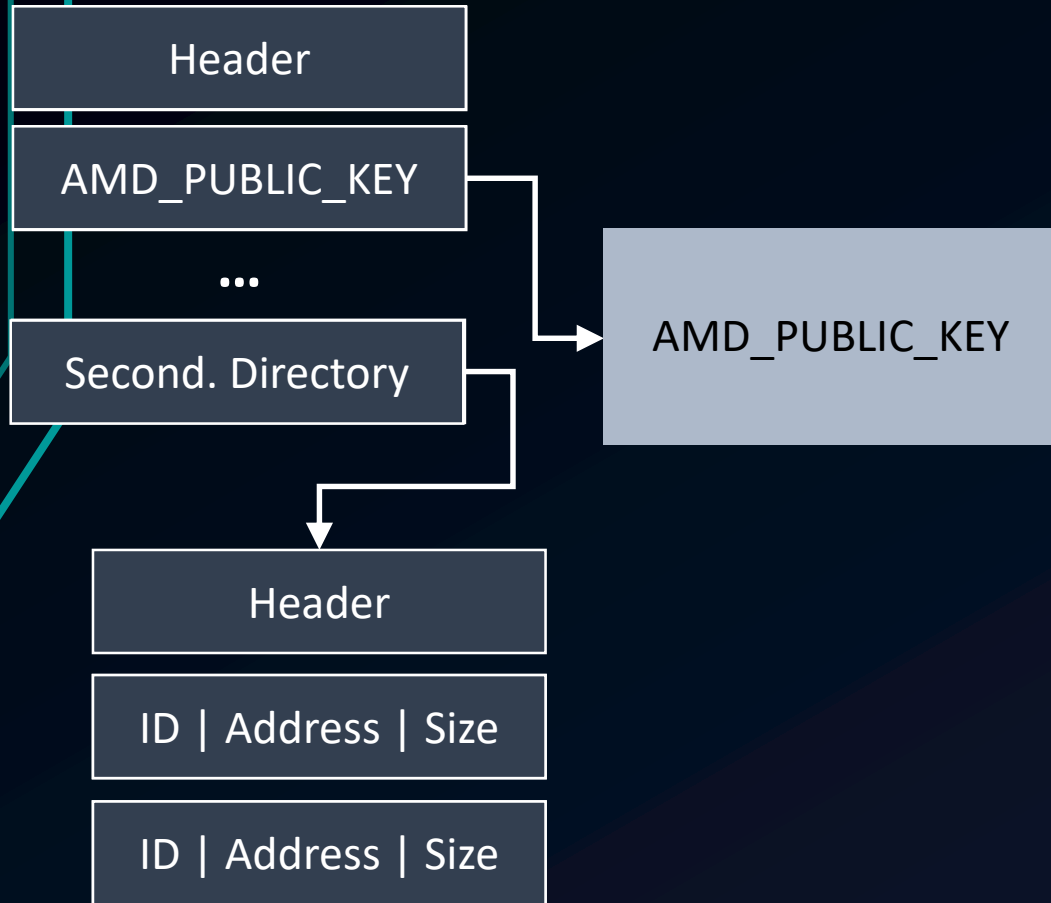 Header
AMD_PUBLIC_KEY
...
AMD_PUBLIC_KEY
Second. Directory
Header
ID | Address | Size
ID | Address | Size